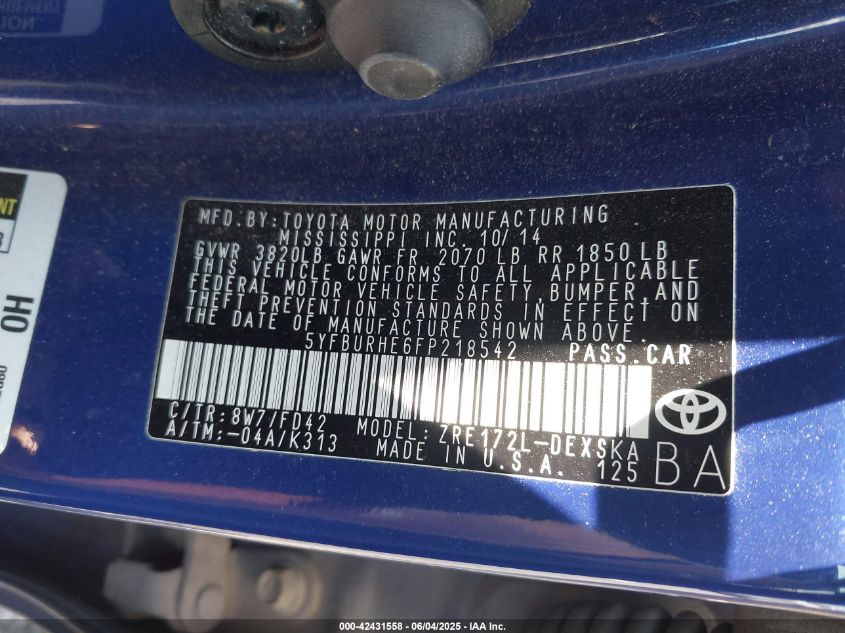 MFD. BY: TOYOTA MOTOR MANUFACTURING
MISSISSIPPI INC. 10/14
GVWR 3820LB GAWR FR 2070 LB RR 1850 LB
THIS VEHICLE CONFORMS TO ALL APPLICABLE
FEDERAL MOTOR VEHICLE SAFETY, BUMPER, AND
THEFT PREVENTION STANDARDS IN EFFECT ON
THE DATE OF MANUFACTURE SHOWN ABOVE.
5YFBURHE6FP218542 PASS. CAR
C/TR: 8W7/FD42 MODEL: ZRE172L-DEXSKA
A/TM: -04A/K313 MADE IN U.S.A. 125
BA
OH
000-42431558 - 06/04/2025 - IAA Inc.